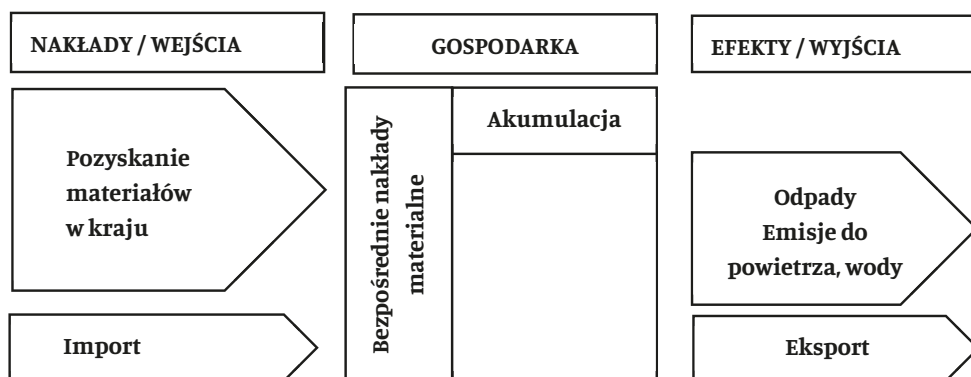 NAKŁADY / WEJŚCIA
GOSPODARKA
EFEKTY / WYJŚCIA
Pozyskanie
materiałów
w kraju
Import
Bezpośrednie nakłady
materialne
Akumulacja
Odpady
Emisje do
powietrza, wody
Eksport